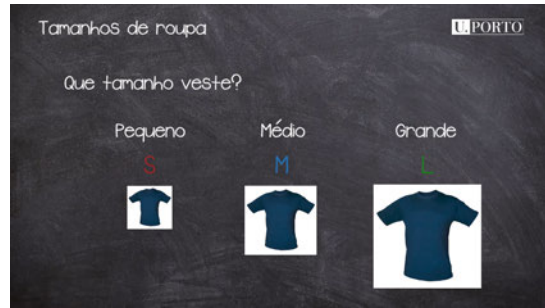 Tamanhos de roupa
U. PORTO
Que tamanho veste?
Pequeno Médio Grande
S M L